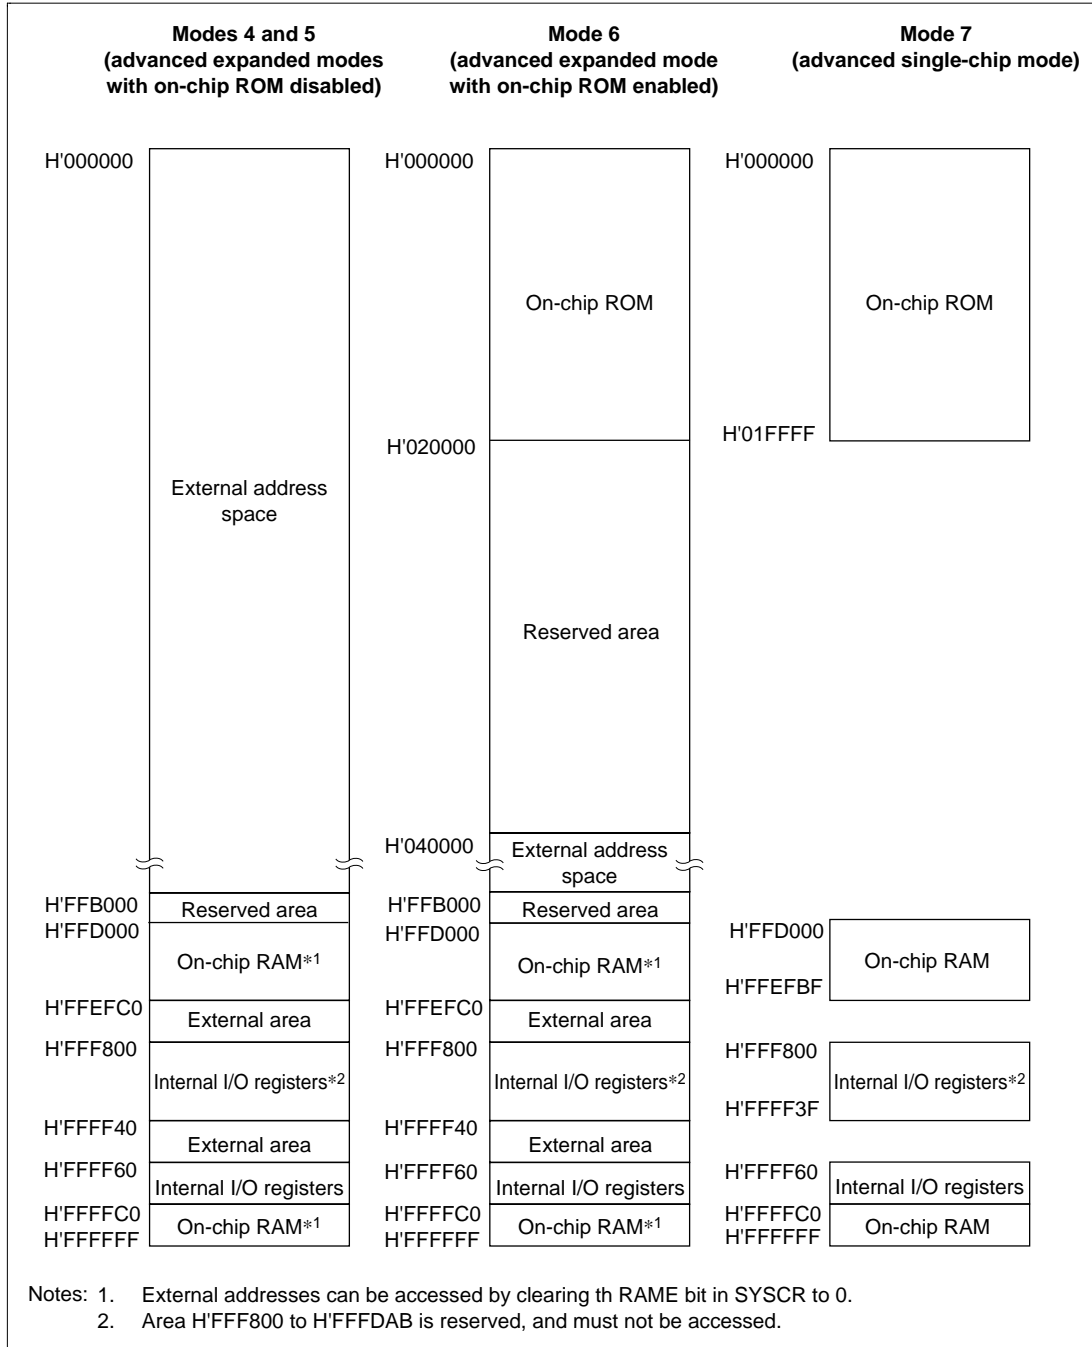 Modes 4 and 5
(advanced expanded modes
with on-chip ROM disabled)
Mode 6
(advanced expanded mode
with on-chip ROM enabled)
Mode 7
(advanced single-chip mode)
H'000000
External address
space
H'FFB000
Reserved area
H'FFD000
On-chip RAM*1
H'FFEFC0
External area
H'FFF800
Internal I/O registers*2
H'FFFF40
External area
H'FFFF60
Internal I/O registers
H'FFFFC0
On-chip RAM*1
H'FFFFFF
H'000000
On-chip ROM
H'020000
Reserved area
H'040000
External address
space
H'FFB000
Reserved area
H'FFD000
On-chip RAM*1
H'FFEFC0
External area
H'FFF800
Internal I/O registers*2
H'FFFF40
External area
H'FFFF60
Internal I/O registers
H'FFFFC0
On-chip RAM*1
H'FFFFFF
H'000000
On-chip ROM
H'01FFFF
H'FFD000
On-chip RAM
H'FFEFBF
H'FFF800
Internal I/O registers*2
H'FFFF3F
H'FFFF60
Internal I/O registers
H'FFFFC0
On-chip RAM
H'FFFFFF
Notes: 1. External addresses can be accessed by clearing th RAME bit in SYSCR to 0.
2. Area H'FFF800 to H'FFFDAB is reserved, and must not be accessed.